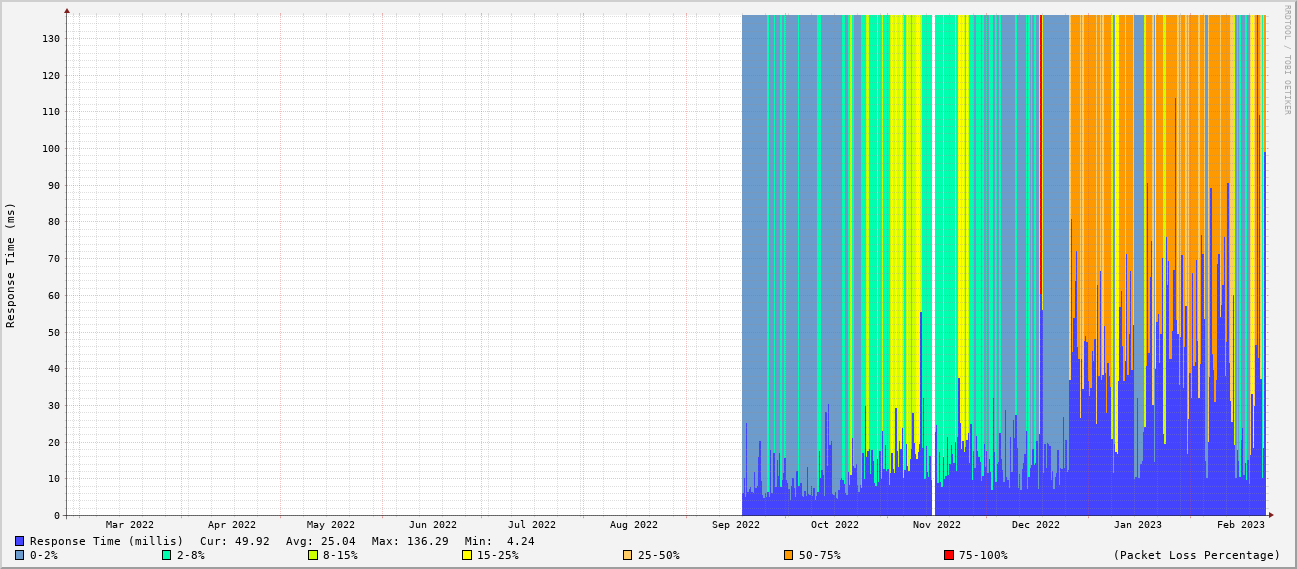 RRDTOOL / TOBI OETIKER
Response Time (ms)
130
120
110
100
90
80
70
60
50
40
30
20
10
0
Mar 2022 Apr 2022 May 2022 Jun 2022 Jul 2022 Aug 2022 Sep 2022 Oct 2022 Nov 2022 Dec 2022 Jan 2023 Feb 2023
Response Time (millis) Cur: 49.92 Avg: 25.04 Max: 136.29 Min: 4.24
0-2% 2-8% 8-15% 15-25% 25-50% 50-75% 75-100% (Packet Loss Percentage)